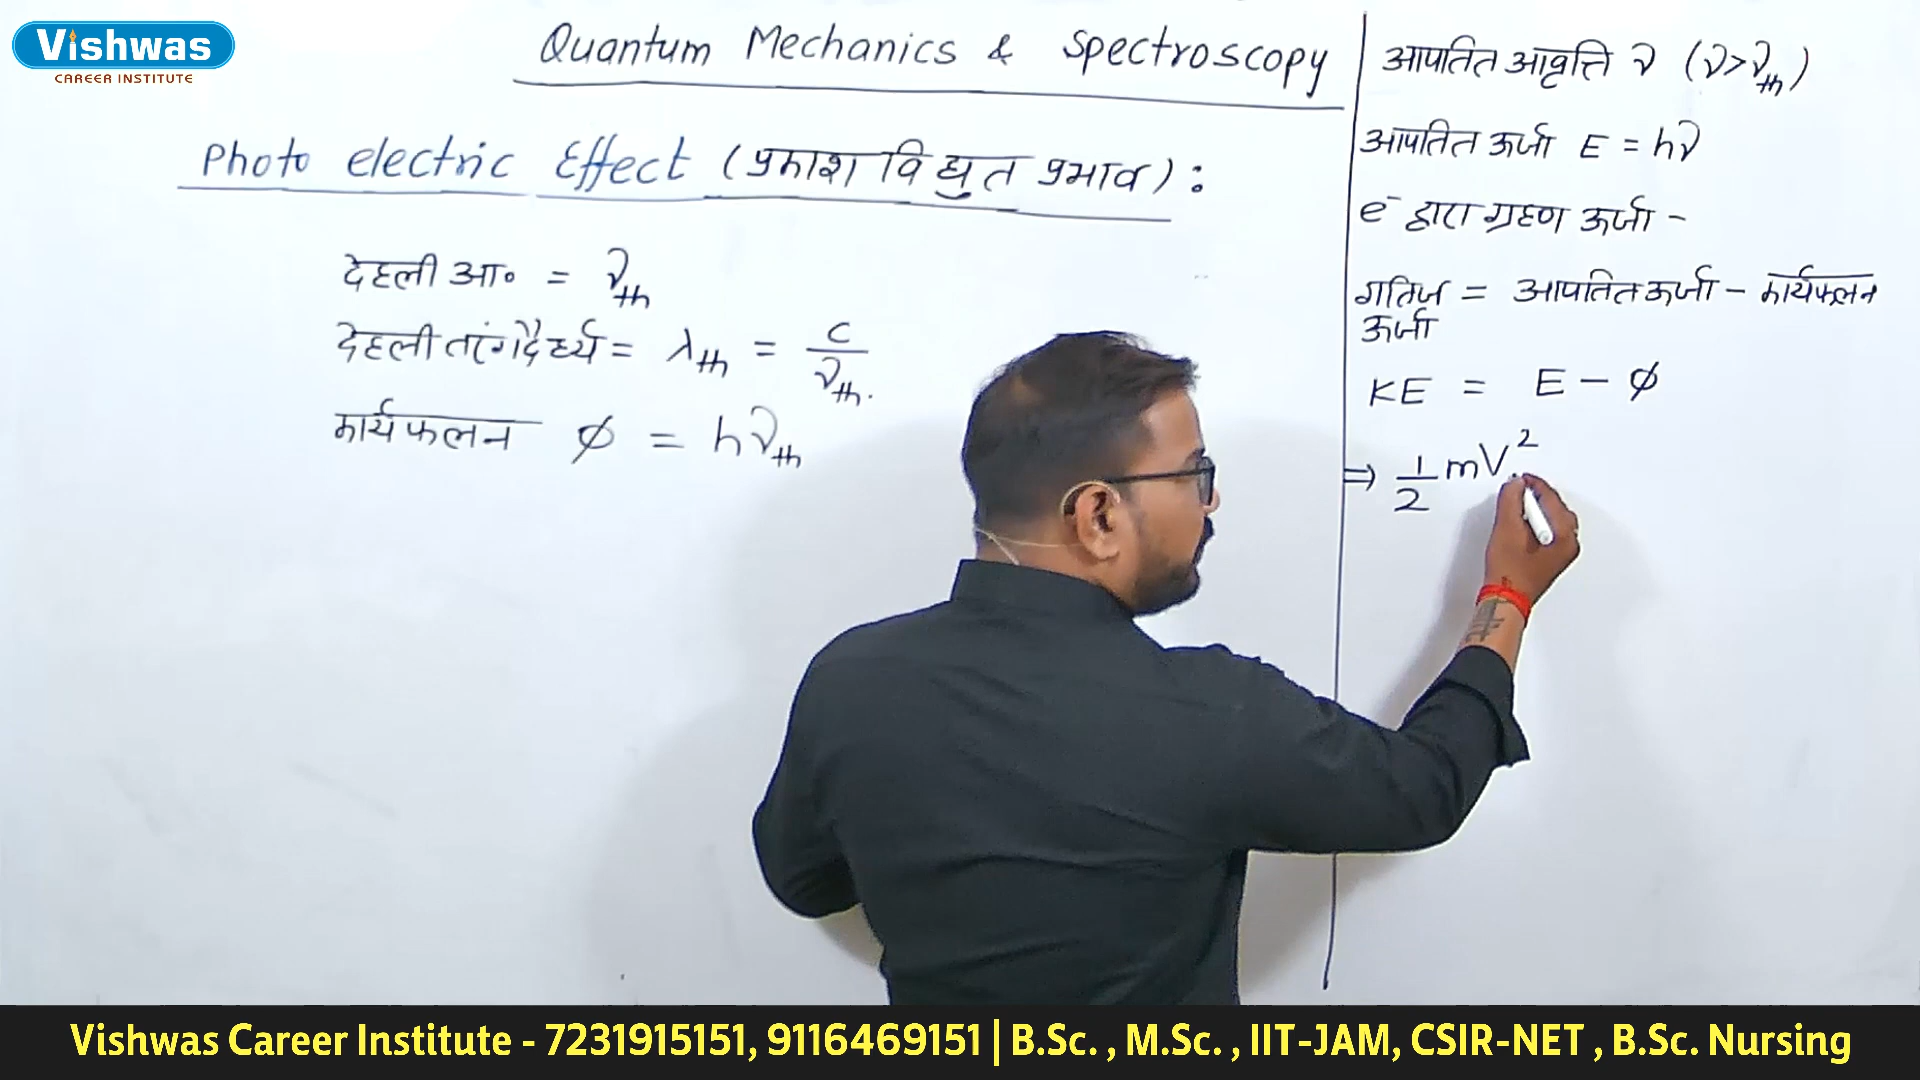 Vishwas
CAREER INSTITUTE
Quantum Mechanics & Spectroscopy
Photo electric Effect (प्रकाश विद्युत प्रभाव) :
देहली आ० = ν_th
देहली तरंगदैर्ध्य = λ_th = c/ν_th.
कार्यफलन ϕ = hν_th
आपतित आवृत्ति ν (ν>ν_th)
आपतित ऊर्जा E = hν
e⁻ द्वारा ग्रहण ऊर्जा -
गतिज = आपतित ऊर्जा - कार्यफलन
ऊर्जा
KE = E - ϕ
⇒ 1/2 mV²
Vishwas Career Institute - 7231915151, 9116469151 | B.Sc. , M.Sc. , IIT-JAM, CSIR-NET , B.Sc. Nursing